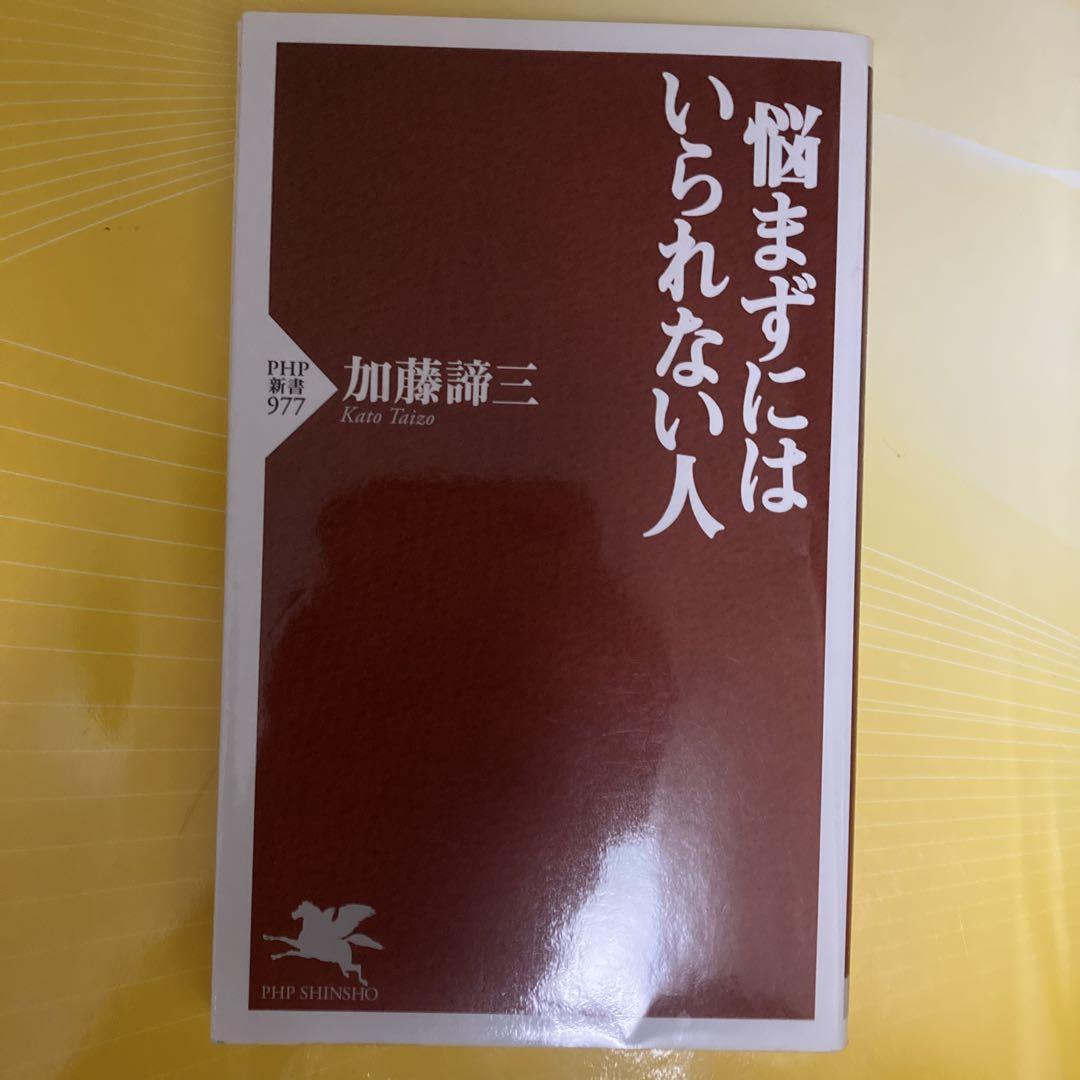 悩まずには
いられない人
加藤諦三
Kato Taizo
PHP
新書
977
PHP SHINSHO